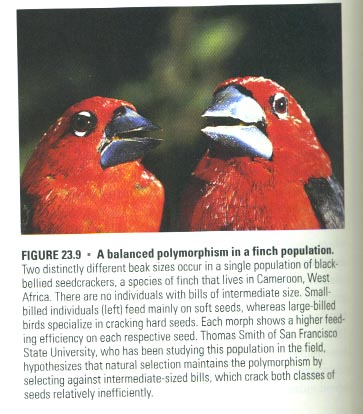 FIGURE 23.9 ▪ A balanced polymorphism in a finch population.
Two distinctly different beak sizes occur in a single population of black-
bellied seedcrackers, a species of finch that lives in Cameroon, West
Africa. There are no individuals with bills of intermediate size. Small-
billed individuals (left) feed mainly on soft seeds, whereas large-billed
birds specialize in cracking hard seeds. Each morph shows a higher feed-
ing efficiency on each respective seed. Thomas Smith of San Francisco
State University, who has been studying this population in the field,
hypothesizes that natural selection maintains the polymorphism by
selecting against intermediate-sized bills, which crack both classes of
seeds relatively inefficiently.